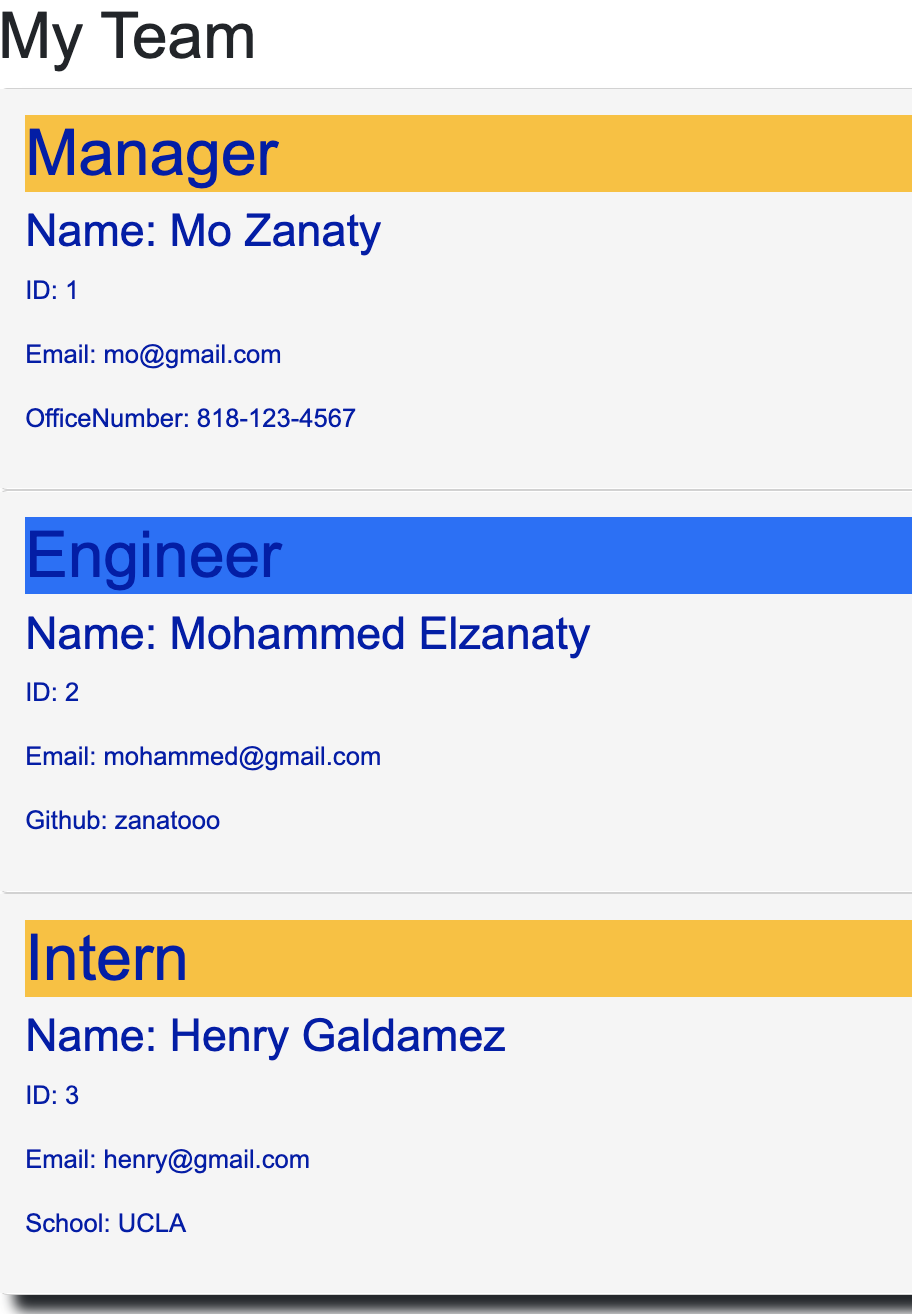 My Team
Manager
Name: Mo Zanaty
ID: 1
Email: mo@gmail.com
OfficeNumber: 818-123-4567
Engineer
Name: Mohammed Elzanaty
ID: 2
Email: mohammed@gmail.com
Github: zanatooo
Intern
Name: Henry Galdamez
ID: 3
Email: henry@gmail.com
School: UCLA